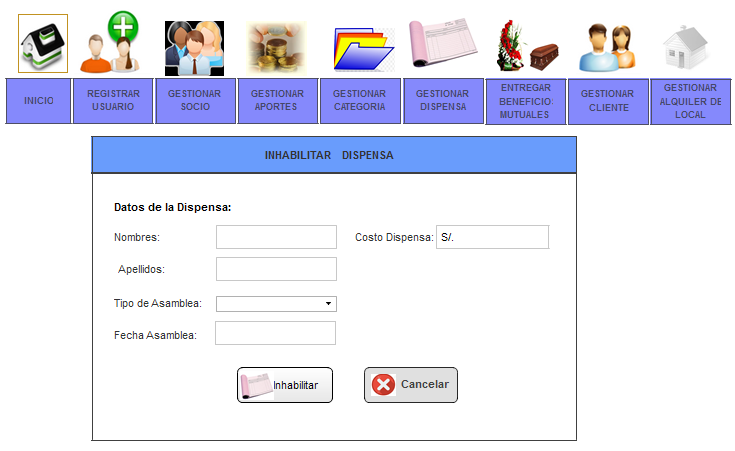 INICIO
REGISTRAR
USUARIO
GESTIONAR
SOCIO
GESTIONAR
APORTES
GESTIONAR
CATEGORIA
GESTIONAR
DISPENSA
ENTREGAR
BENEFICIO:
MUTUALES
GESTIONAR
CLIENTE
GESTIONAR
ALQUILER DE
LOCAL
INHABILITAR DISPENSA
Datos de la Dispensa:
Nombres:
Costo Dispensa: S/.
Apellidos:
Tipo de Asamblea:
Fecha Asamblea:
Inhabilitar
Cancelar